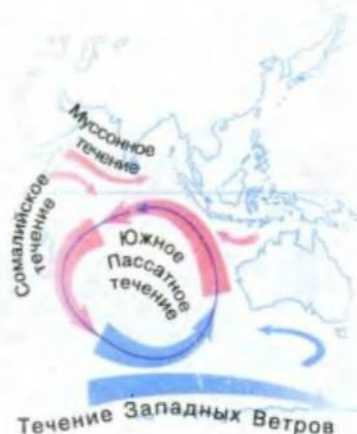 Муссонное
течение
Сомалийское
течение
Южное
Пассатное
течение
Течение Западных Ветров